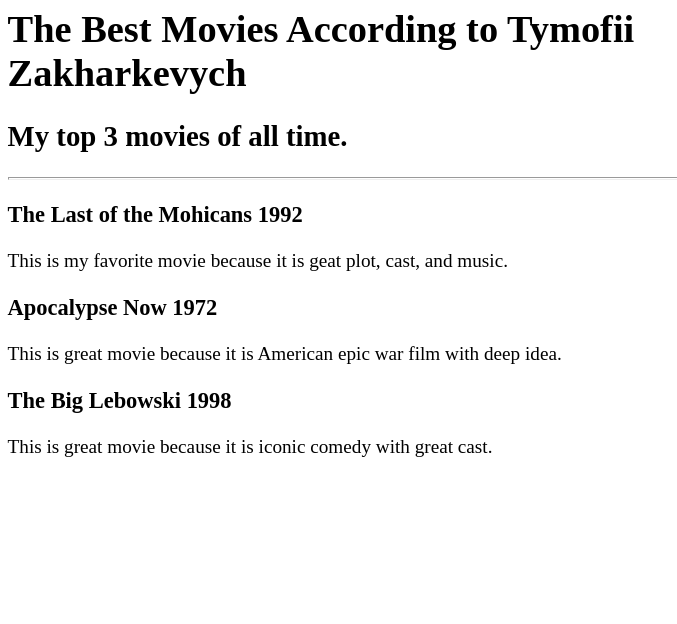 The Best Movies According to Tymofii
Zakharkevych
My top 3 movies of all time.
The Last of the Mohicans 1992
This is my favorite movie because it is geat plot, cast, and music.
Apocalypse Now 1972
This is great movie because it is American epic war film with deep idea.
The Big Lebowski 1998
This is great movie because it is iconic comedy with great cast.